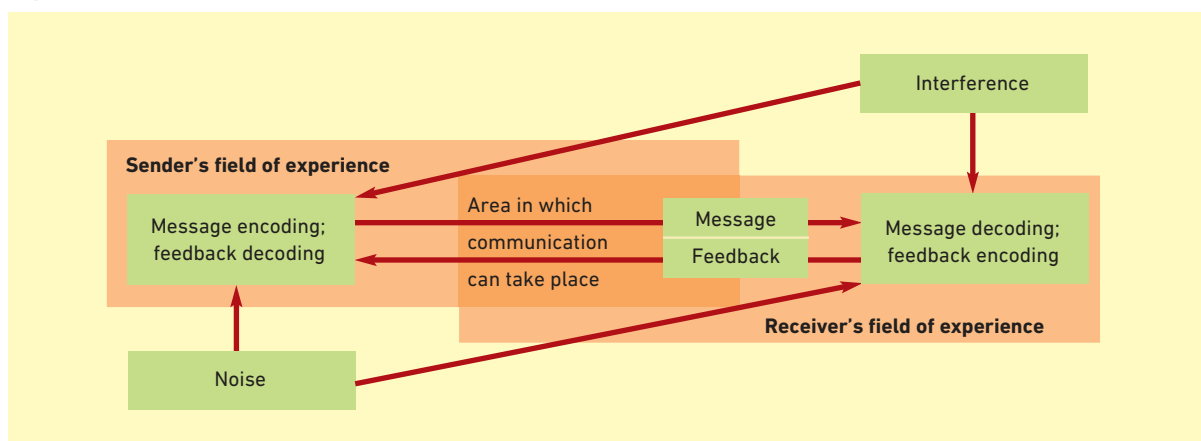 Interference
Sender's field of experience
Message encoding;
feedback decoding
Area in which
communication
can take place
Message
Feedback
Message decoding;
feedback encoding
Receiver's field of experience
Noise